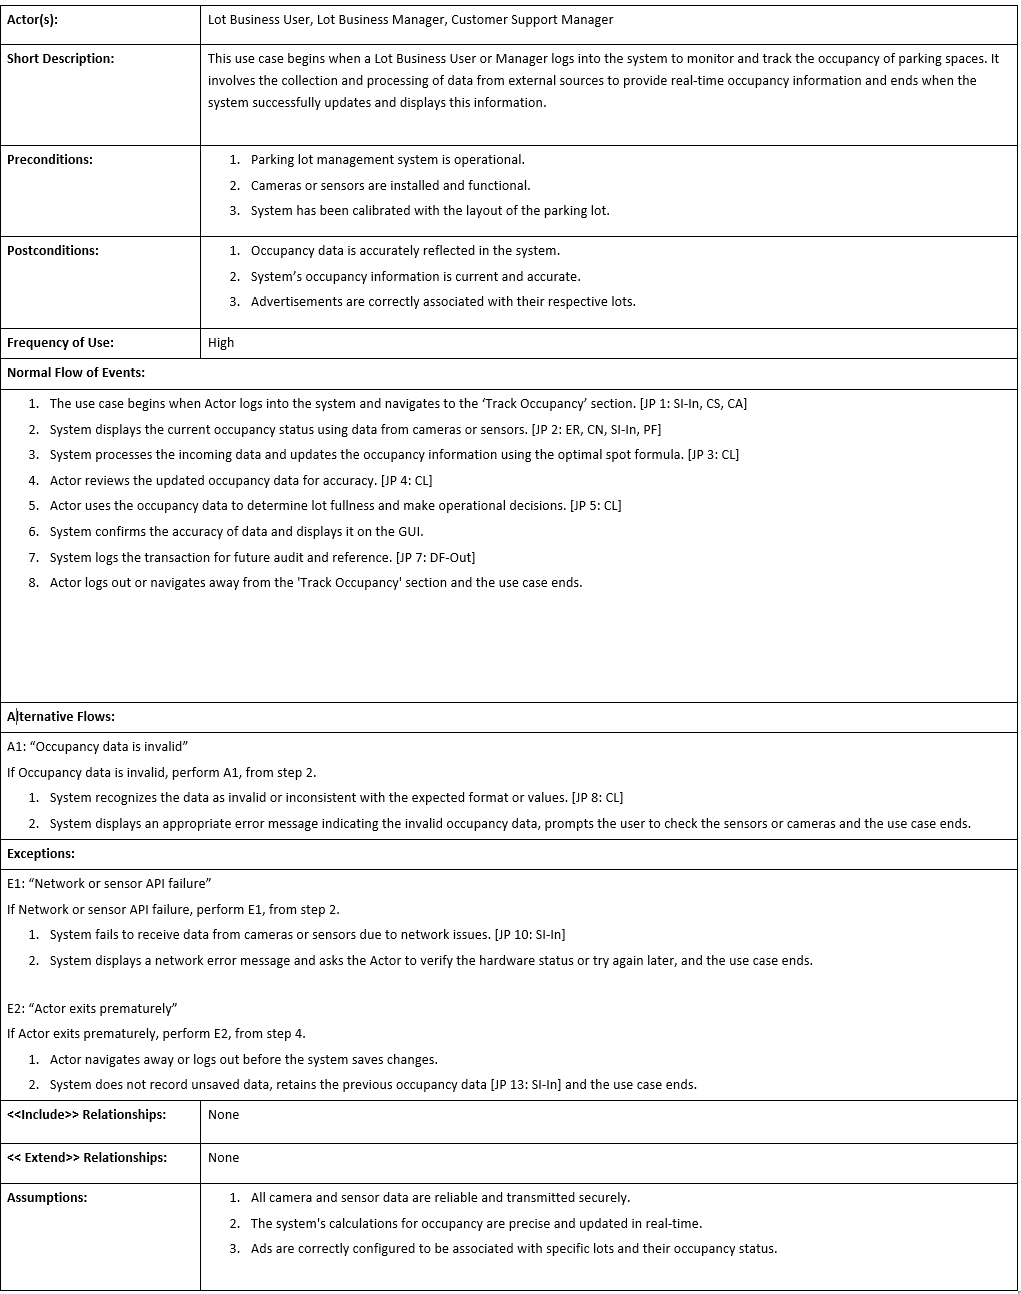 Actor(s):
Lot Business User, Lot Business Manager, Customer Support Manager
Short Description:
This use case begins when a Lot Business User or Manager logs into the system to monitor and track the occupancy of parking spaces. It
involves the collection and processing of data from external sources to provide real-time occupancy information and ends when the
system successfully updates and displays this information.
Preconditions:
1. Parking lot management system is operational.
2. Cameras or sensors are installed and functional.
3. System has been calibrated with the layout of the parking lot.
Postconditions:
1. Occupancy data is accurately reflected in the system.
2. System’s occupancy information is current and accurate.
3. Advertisements are correctly associated with their respective lots.
Frequency of Use:
High
Normal Flow of Events:
1. The use case begins when Actor logs into the system and navigates to the ‘Track Occupancy’ section. [JP 1: SI-In, CS, CA]
2. System displays the current occupancy status using data from cameras or sensors. [JP 2: ER, CN, SI-In, PF]
3. System processes the incoming data and updates the occupancy information using the optimal spot formula. [JP 3: CL]
4. Actor reviews the updated occupancy data for accuracy. [JP 4: CL]
5. Actor uses the occupancy data to determine lot fullness and make operational decisions. [JP 5: CL]
6. System confirms the accuracy of data and displays it on the GUI.
7. System logs the transaction for future audit and reference. [JP 7: DF-Out]
8. Actor logs out or navigates away from the 'Track Occupancy' section and the use case ends.
Alternative Flows:
A1: “Occupancy data is invalid”
If Occupancy data is invalid, perform A1, from step 2.
1. System recognizes the data as invalid or inconsistent with the expected format or values. [JP 8: CL]
2. System displays an appropriate error message indicating the invalid occupancy data, prompts the user to check the sensors or cameras and the use case ends.
Exceptions:
E1: “Network or sensor API failure”
If Network or sensor API failure, perform E1, from step 2.
1. System fails to receive data from cameras or sensors due to network issues. [JP 10: SI-In]
2. System displays a network error message and asks the Actor to verify the hardware status or try again later, and the use case ends.
E2: “Actor exits prematurely”
If Actor exits prematurely, perform E2, from step 4.
1. Actor navigates away or logs out before the system saves changes.
2. System does not record unsaved data, retains the previous occupancy data [JP 13: SI-In] and the use case ends.
<<Include>> Relationships:
None
<< Extend>> Relationships:
None
Assumptions:
1. All camera and sensor data are reliable and transmitted securely.
2. The system's calculations for occupancy are precise and updated in real-time.
3. Ads are correctly configured to be associated with specific lots and their occupancy status.